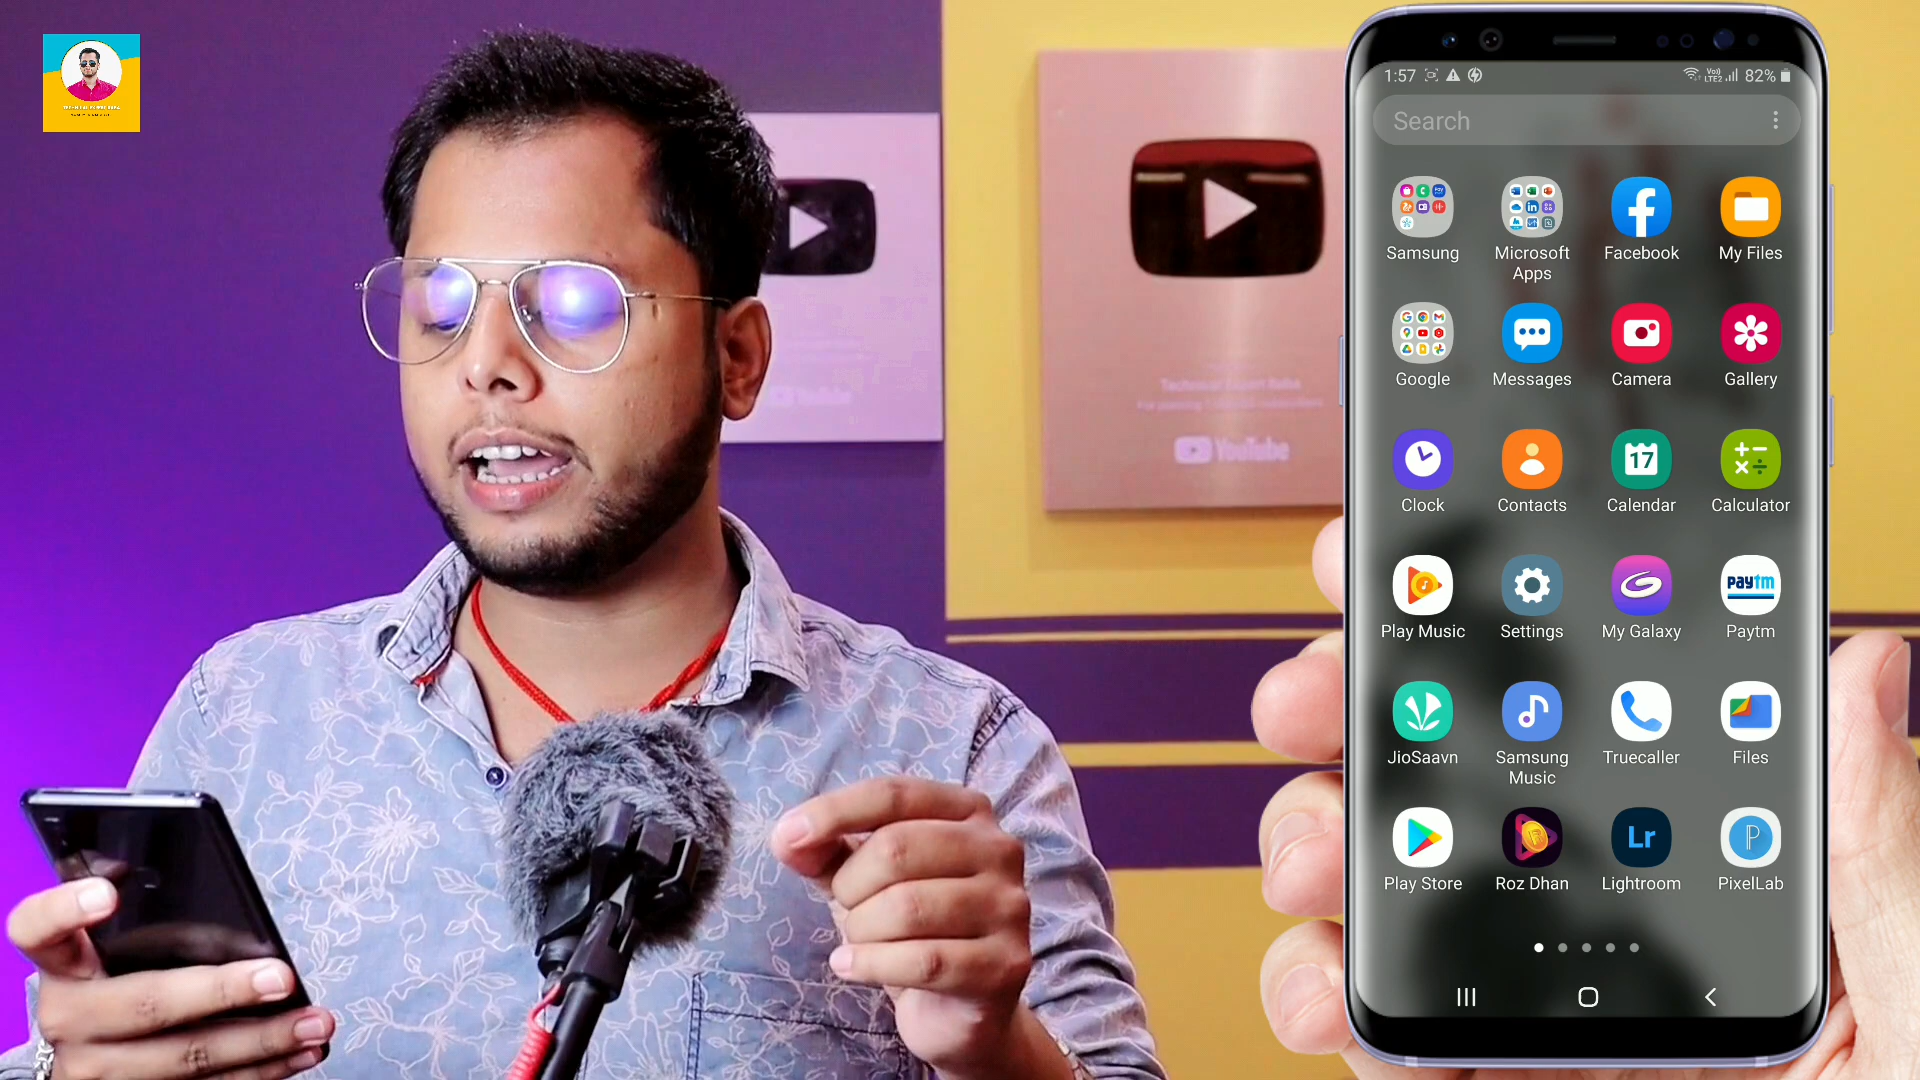 1:57
Vo))
LTE2
82%
Search
Samsung
Microsoft
Apps
Facebook
My Files
Google
Messages
Camera
Gallery
17
Clock
Contacts
Calendar
Calculator
paytm
Play Music
Settings
My Galaxy
Paytm
JioSaavn
Samsung
Music
Truecaller
Files
Lr
P
Play Store
Roz Dhan
Lightroom
PixelLab
YouTube